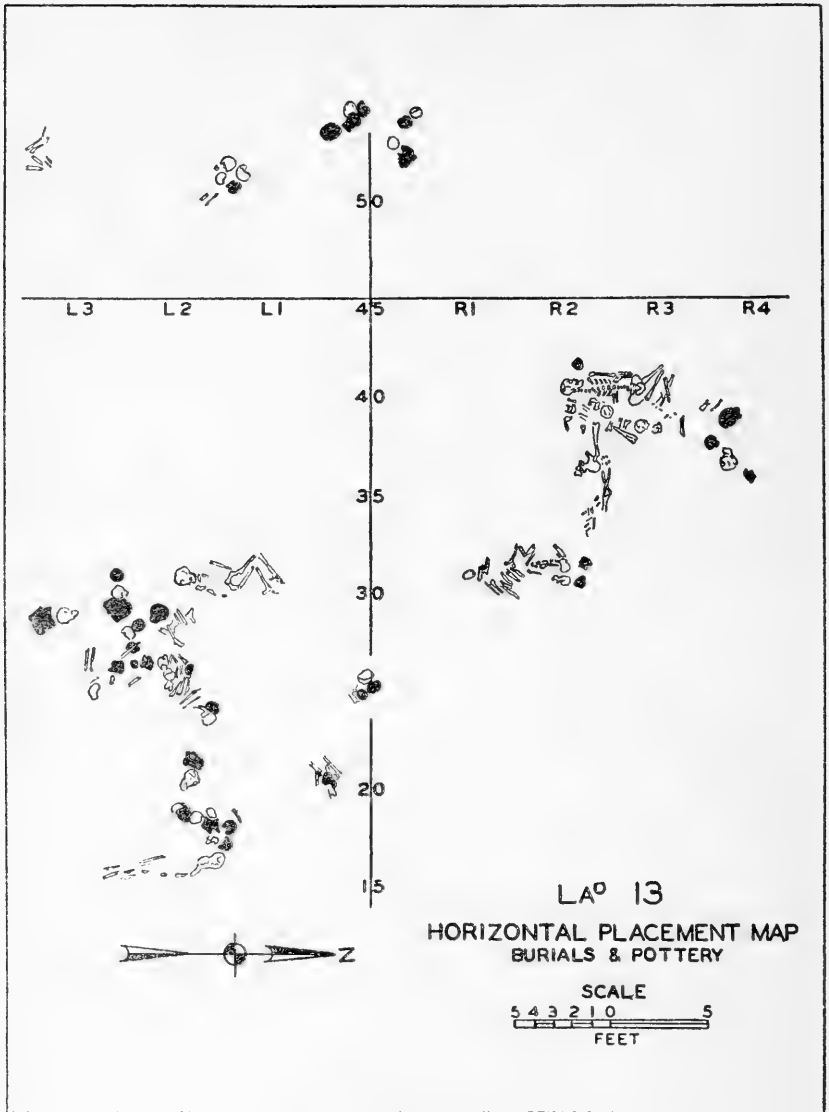 50
L3 L2 L1 45 R1 R2 R3 R4
40
35
30
20
15
LAº 13
HORIZONTAL PLACEMENT MAP
BURIALS & POTTERY
Z
SCALE
5 4 3 2 1 0 5
FEET